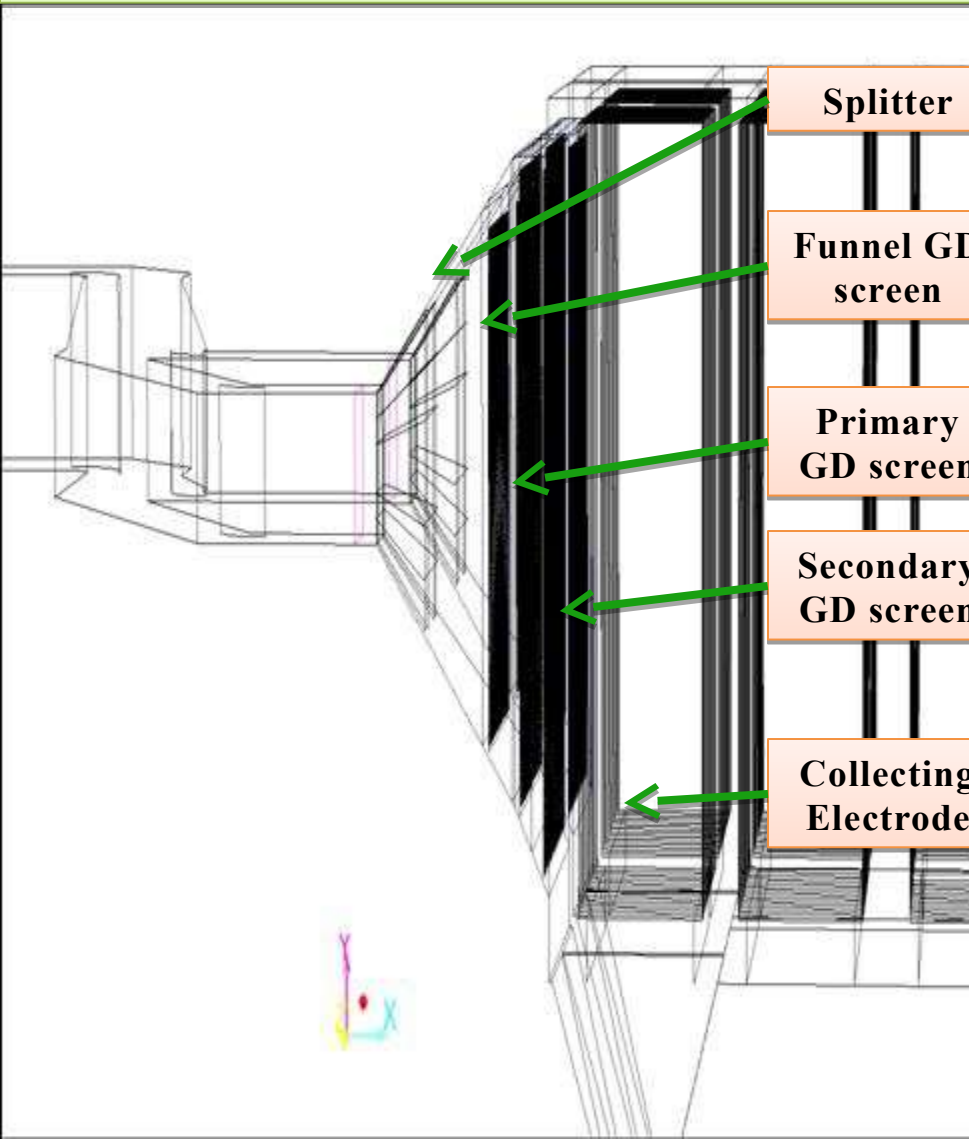 Splitter
Funnel GD
screen
Primary
GD screen
Secondary
GD screen
Collecting
Electrode
Y
X